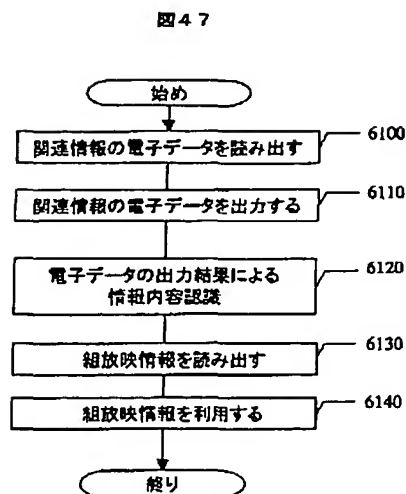 図47
始め
関連情報の電子データを読み出す
6100
関連情報の電子データを出力する
6110
電子データの出力結果による
情報内容認識
6120
組放映情報を読み出す
6130
組放映情報を利用する
6140
終り